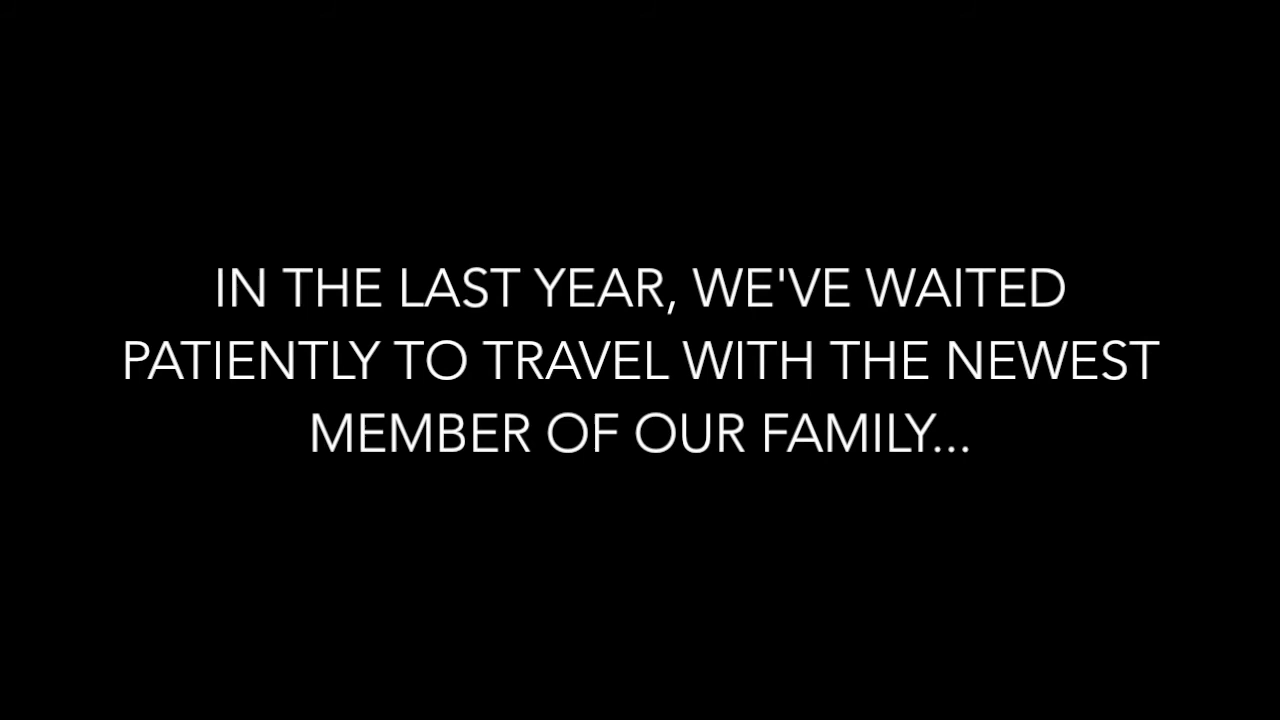 IN THE LAST YEAR, WE'VE WAITED
PATIENTLY TO TRAVEL WITH THE NEWEST
MEMBER OF OUR FAMILY...